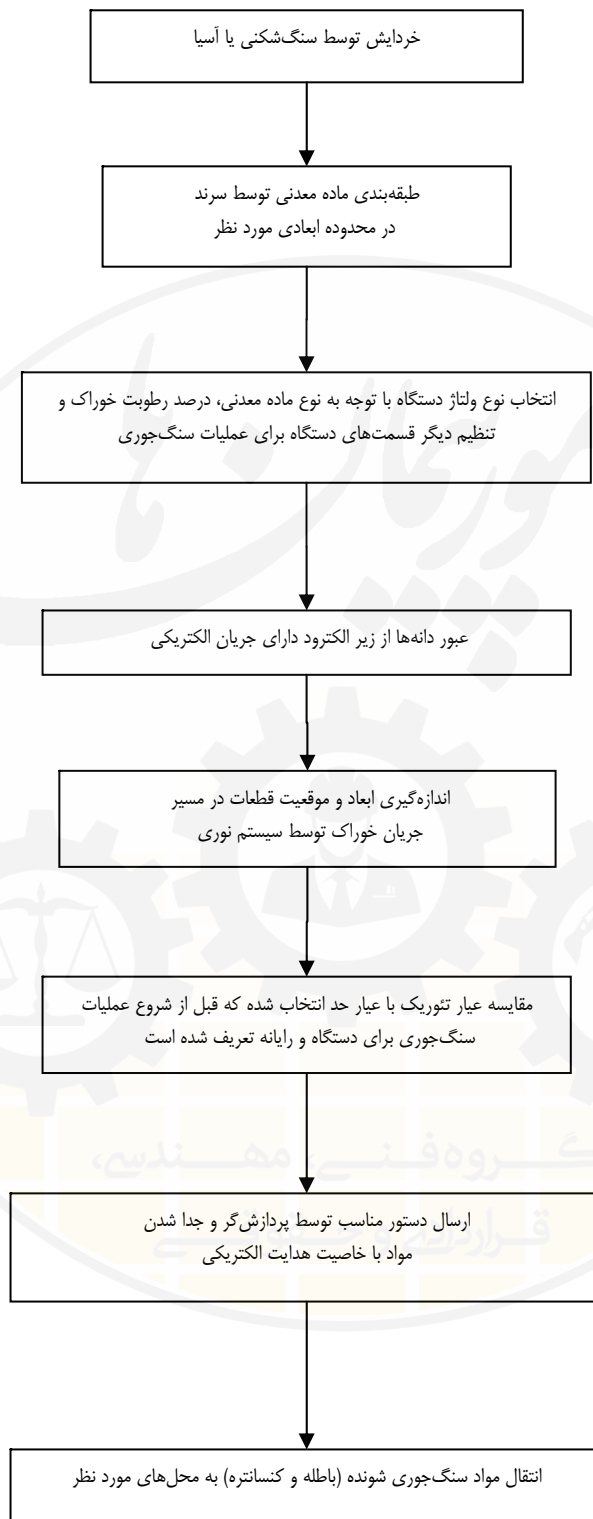 خردایش توسط سنگ‌شکنی یا آسیا
طبقه‌بندی ماده معدنی توسط سرند
در محدوده ابعادی مورد نظر
انتخاب نوع ولتاژ دستگاه با توجه به نوع ماده معدنی، درصد رطوبت خوراک و
تنظیم دیگر قسمت‌های دستگاه برای عملیات سنگ‌جوری
عبور دانه‌ها از زیر الکترود دارای جریان الکتریکی
اندازه‌گیری ابعاد و موقعیت قطعات در مسیر
جریان خوراک توسط سیستم نوری
مقایسه عیار تئوریک با عیار حد انتخاب شده که قبل از شروع عملیات
سنگ‌جوری برای دستگاه و رایانه تعریف شده است
گروه فنی، مهندسی،
قراردادی و حقوقی
ارسال دستور مناسب توسط پردازش‌گر و جدا شدن
مواد با خاصیت هدایت الکتریکی
انتقال مواد سنگ‌جوری شونده (باطله و کنسانتره) به محل‌های مورد نظر